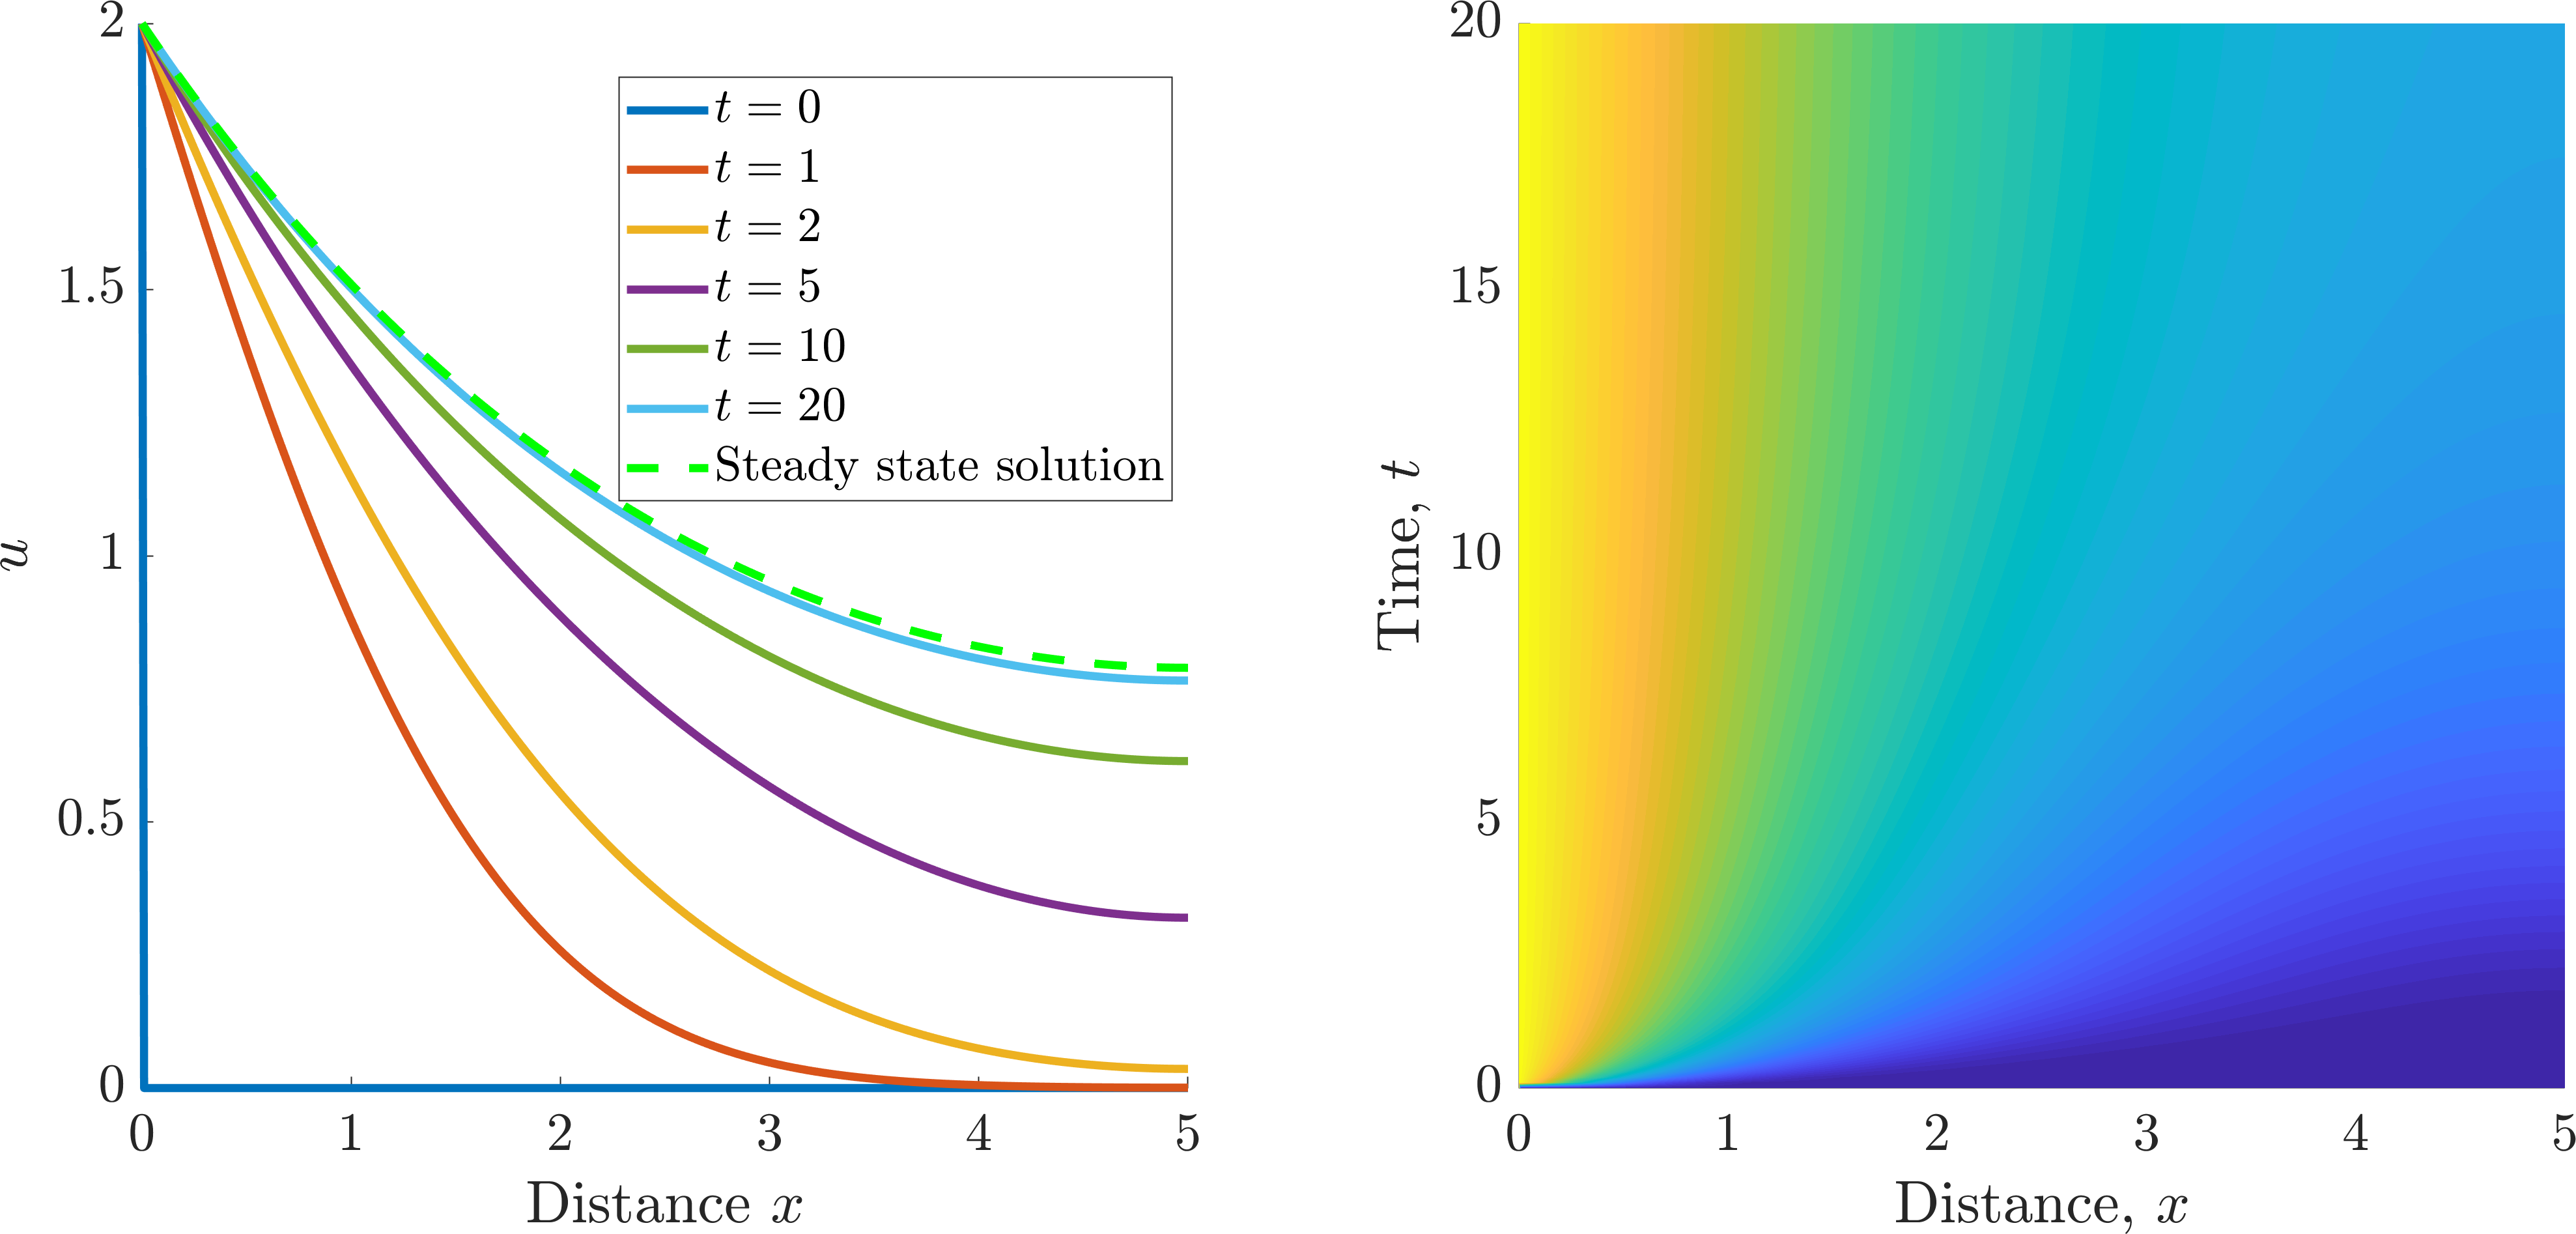 2
1.5
1
0.5
0
u
0 1 2 3 4 5
Distance x
t = 0
t = 1
t = 2
t = 5
t = 10
t = 20
Steady state solution
20
15
10
5
0
Time, t
0 1 2 3 4 5
Distance, x